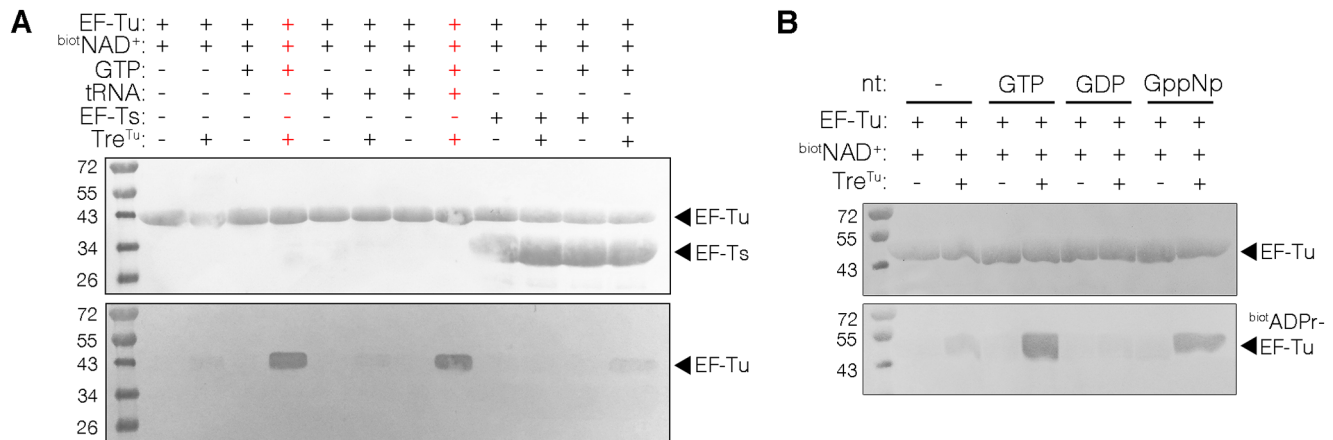 A
EF-Tu: + + + + + + + + + + + +
biotNAD+: + + + + + + + + + + + +
GTP: - - + + - - + + - - + +
tRNA: - - - - + + + + - - - -
EF-Ts: - - - - - - - - + + + +
TreTu: - + - + - + - + - + - +
72
55
43 EF-Tu
34 EF-Ts
26
72
55
43 EF-Tu
34
26
B
nt: - GTP GDP GppNp
EF-Tu: + + + + + + + +
biotNAD+: + + + + + + + +
TreTu: - + - + - + - +
72
55 EF-Tu
43
72 biotADPr-
55 EF-Tu
43